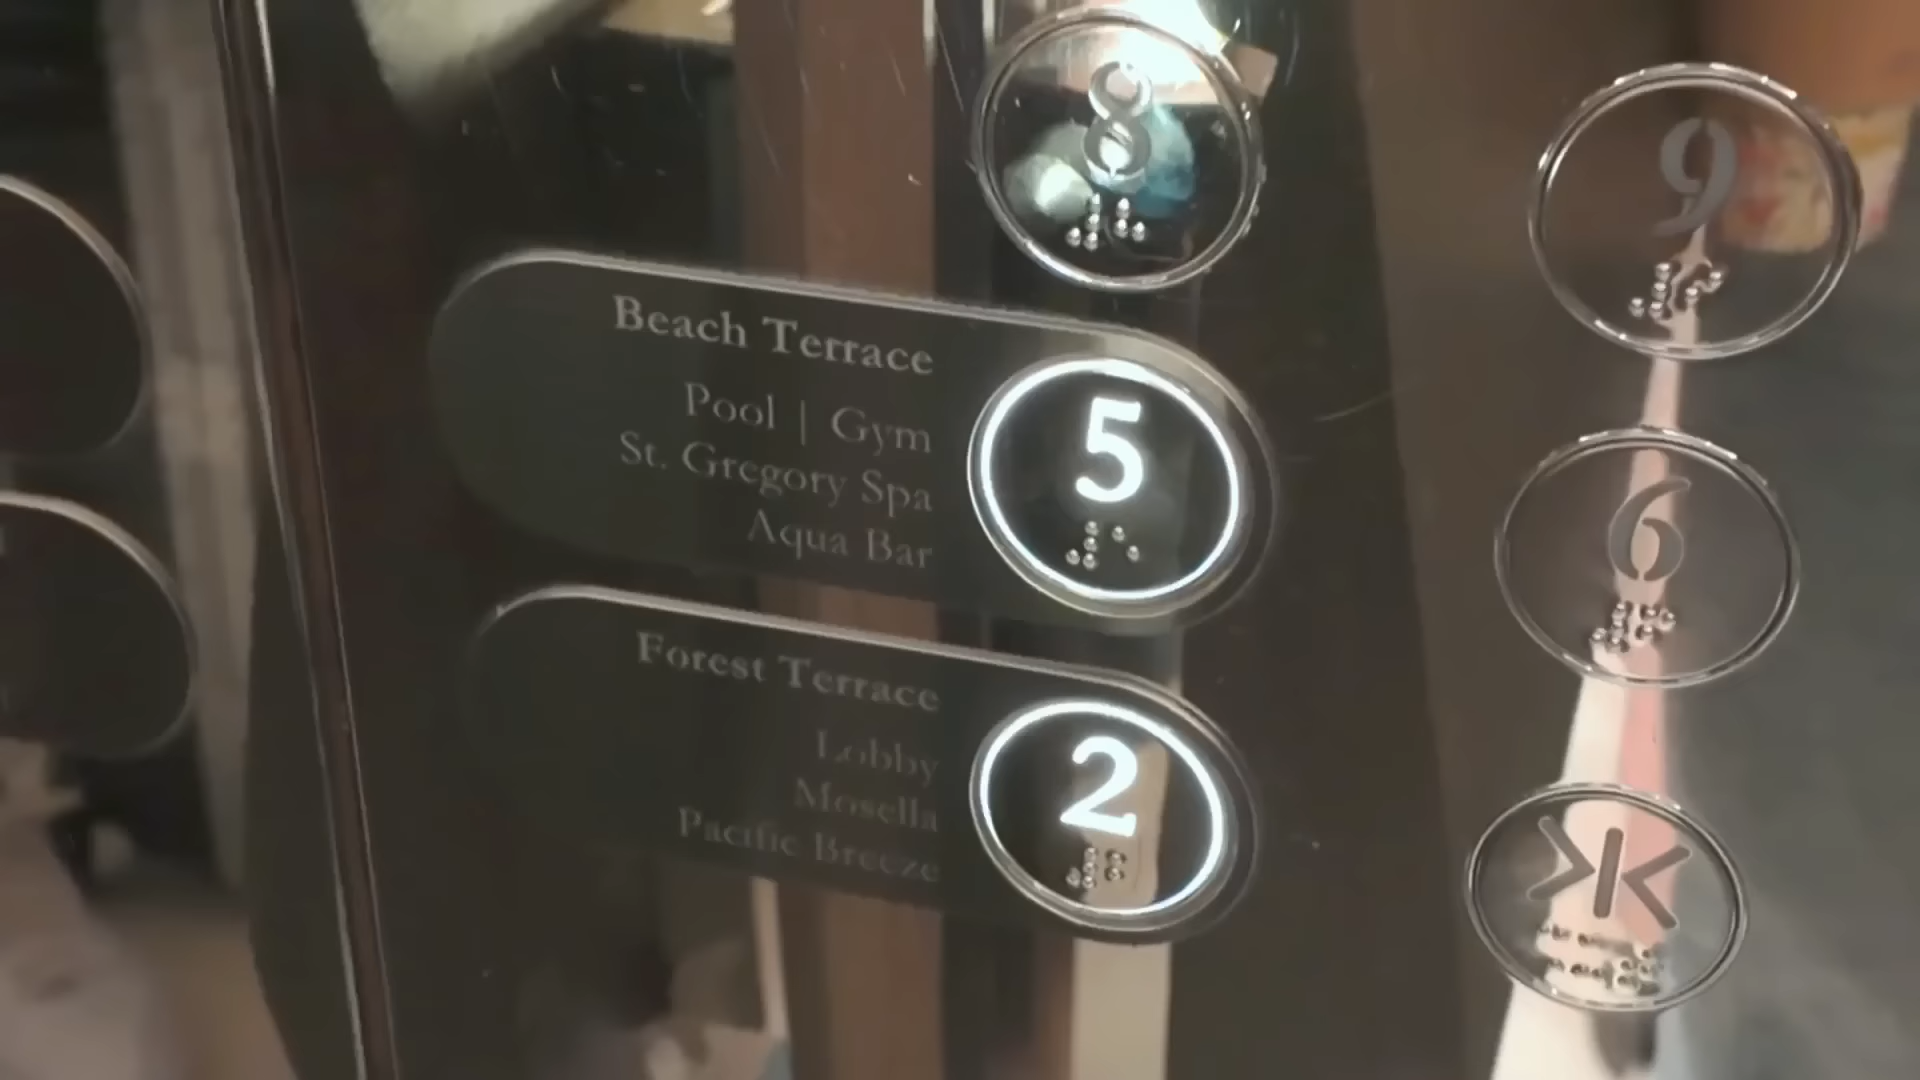 8
9
Beach Terrace
Pool | Gym
St. Gregory Spa
Aqua Bar
5
6
Forest Terrace
Lobby
Mosella
Pacific Breeze
2